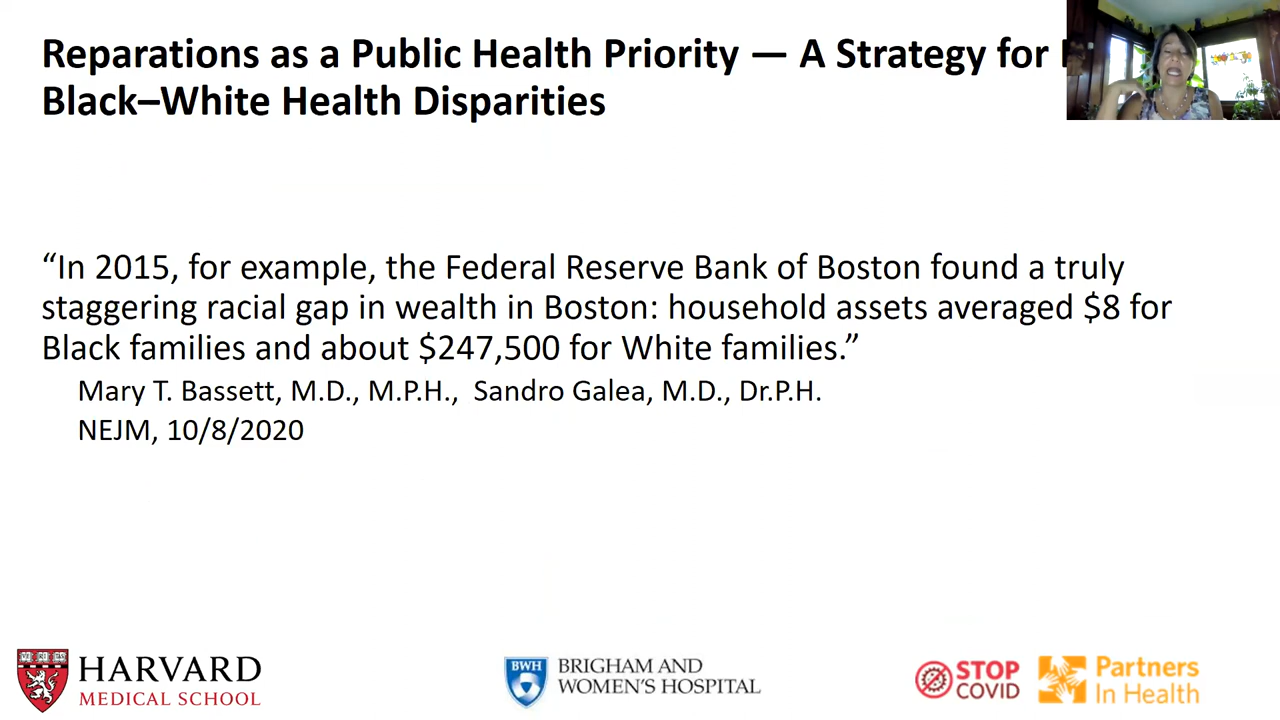 Reparations as a Public Health Priority — A Strategy for
Black–White Health Disparities
“In 2015, for example, the Federal Reserve Bank of Boston found a truly
staggering racial gap in wealth in Boston: household assets averaged $8 for
Black families and about $247,500 for White families.”
Mary T. Bassett, M.D., M.P.H., Sandro Galea, M.D., Dr.P.H.
NEJM, 10/8/2020
HARVARD
MEDICAL SCHOOL
BWH
BRIGHAM AND
WOMEN'S HOSPITAL
STOP
COVID
Partners
In Health